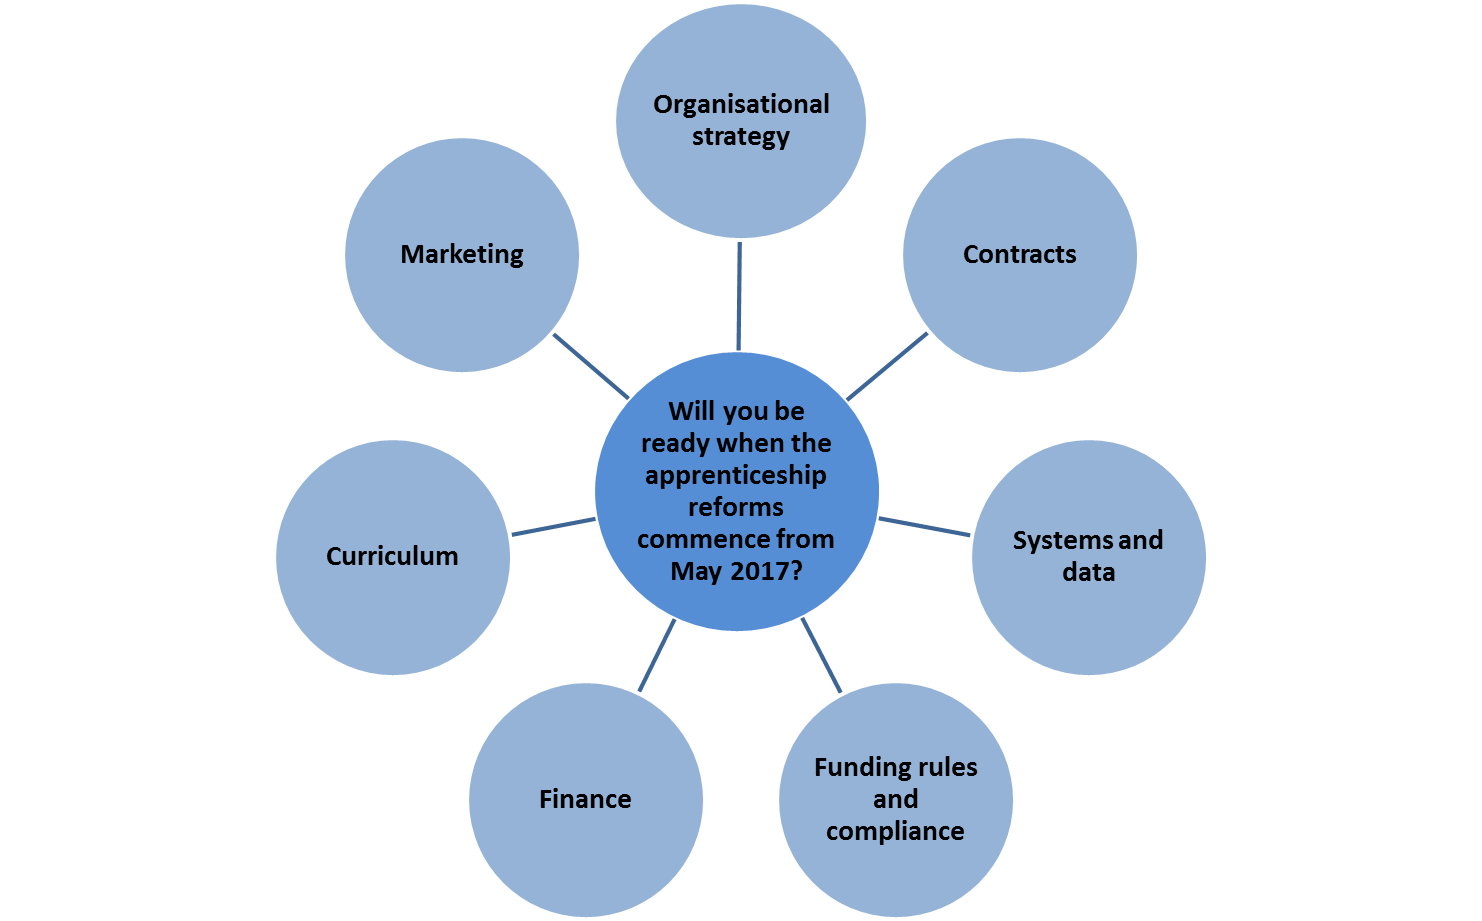 Organisational
strategy
Marketing
Contracts
Will you be
ready when the
apprenticeship
reforms
commence from
May 2017?
Curriculum
Systems and
data
Finance
Funding rules
and
compliance